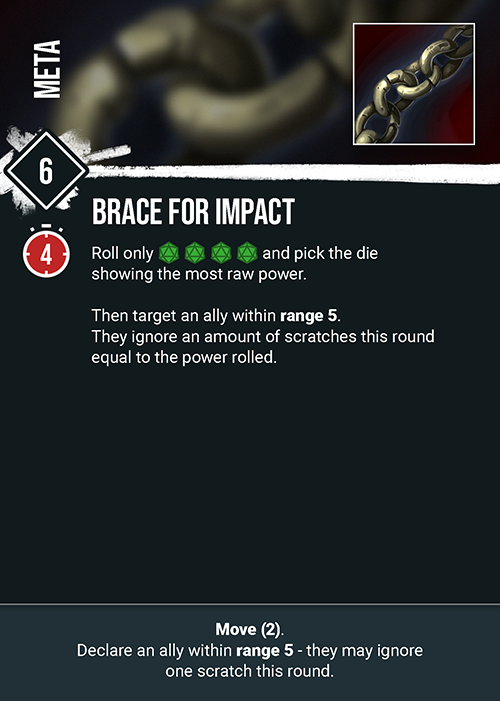 META
6
BRACE FOR IMPACT
4
Roll only and pick the die
showing the most raw power.
Then target an ally within range 5.
They ignore an amount of scratches this round
equal to the power rolled.
Move (2).
Declare an ally within range 5 - they may ignore
one scratch this round.